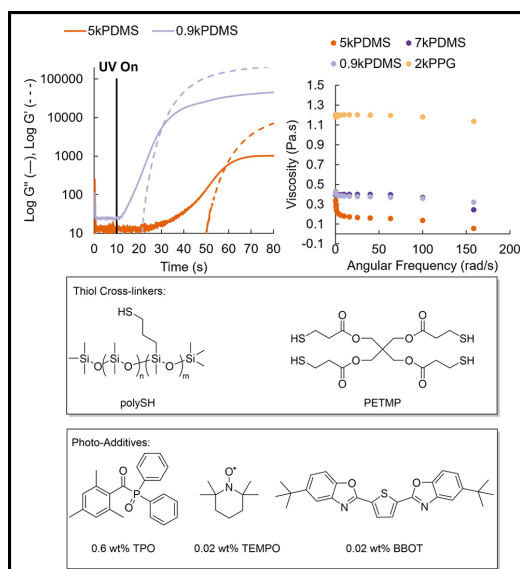 5kPDMS 0.9kPDMS
UV On
100000
10000
1000
100
10
0 10 20 30 40 50 60 70 80
Log G" (—), Log G' (- - -)
Time (s)
5kPDMS 7kPDMS
0.9kPDMS 2kPPG
1.5
1.3
1.1
0.9
0.7
0.5
0.3
0.1
-0.1
0 50 100 150 200
Viscosity (Pa.s)
Angular Frequency (rad/s)
Thiol Cross-linkers:
HS
Si O Si O Si O Si
n m
polySH
O O
HS O O SH
HS O O SH
O O
PETMP
Photo-Additives:
O
P
O
0.6 wt% TPO
O•
N
0.02 wt% TEMPO
O S O
N N
0.02 wt% BBOT